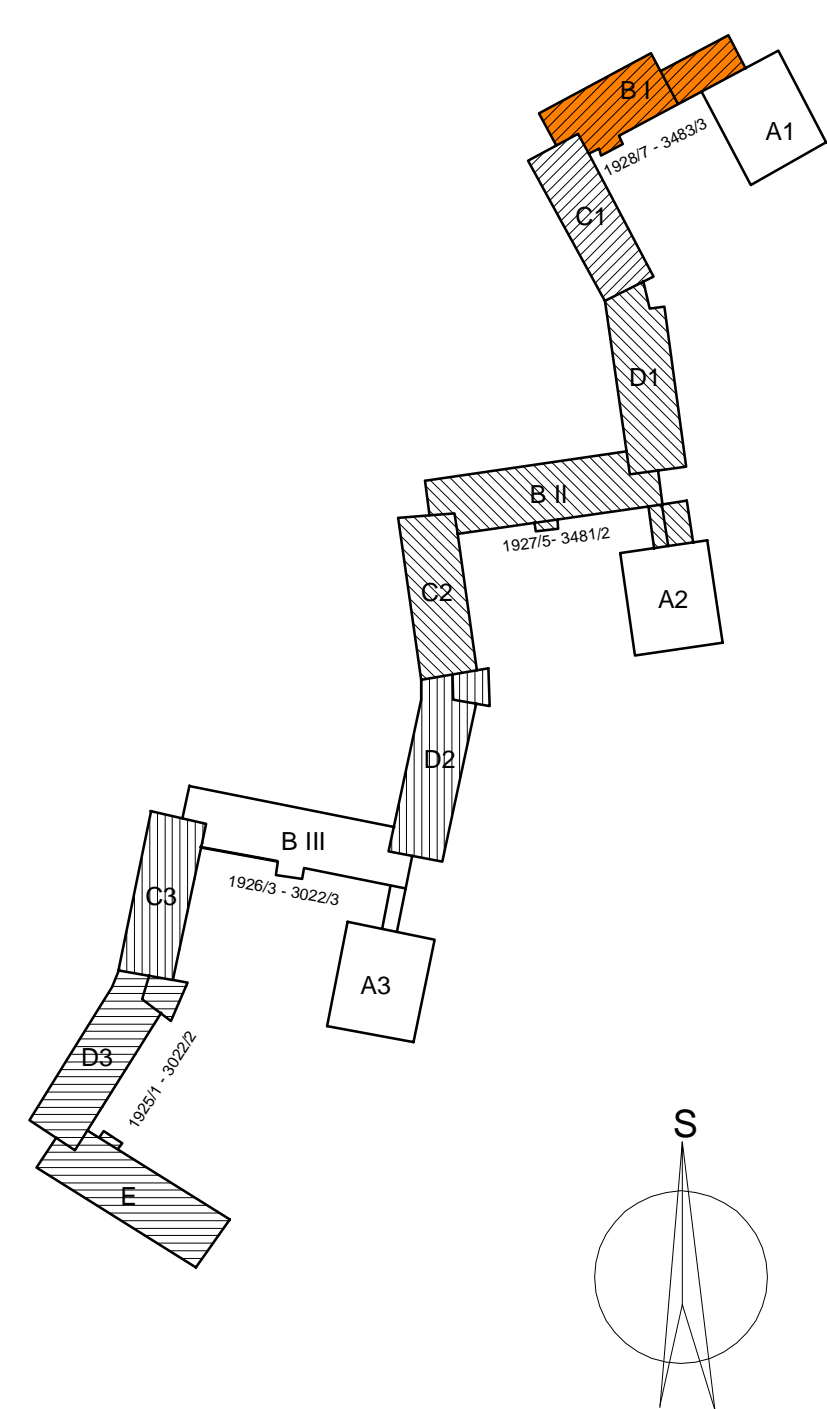 B I
A1
1928/7 - 3483/3
C1
D1
B II
1927/5- 3481/2
C2
A2
D2
B III
1926/3 - 3022/3
C3
A3
D3
1925/1 - 3022/2
E
S